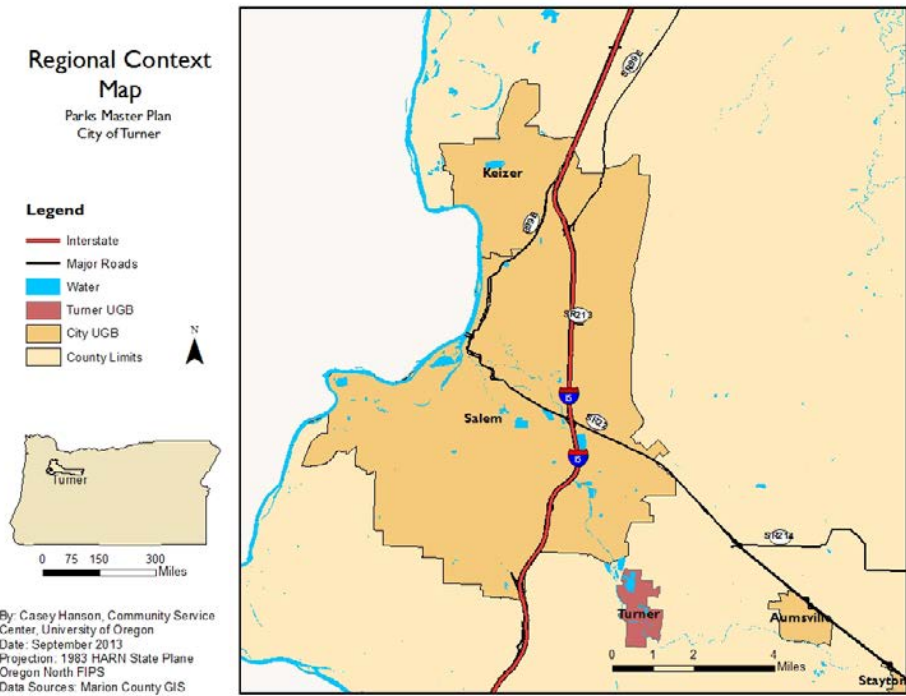 Regional Context
Map
Parks Master Plan
City of Turner
Legend
Interstate
Major Roads
Water
Turner UGB
City UGB
County Limits
N
Turner
0 75 150 300
Miles
By: Casey Hanson, Community Service
Center, University of Oregon
Date: September 2013
Projection: 1983 HARN State Plane
Oregon North FIPS
Data Sources: Marion County GIS
Keizer
SR213
15
Salem
15
Turner
Aumsville
0 1 2 4
Miles
Stayton